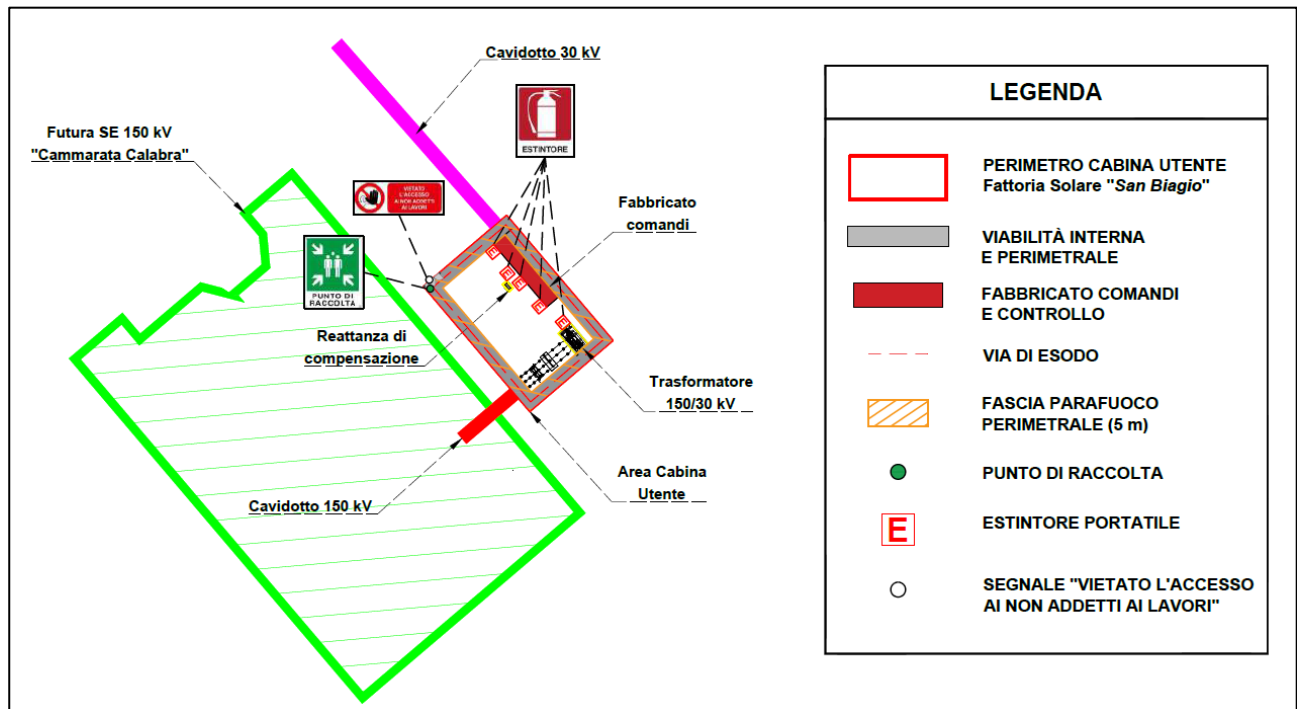 Cavidotto 30 kV
ESTINTORE
Futura SE 150 kV
"Cammarata Calabra"
VIETATO
L'ACCESSO
AI NON ADDETTI
AI LAVORI
Fabbricato
comandi
PUNTO DI
RACCOLTA
E
E
E
E
E
Reattanza di
compensazione
Trasformatore
150/30 kV
Area Cabina
Utente
Cavidotto 150 kV
LEGENDA
PERIMETRO CABINA UTENTE
Fattoria Solare "San Biagio"
VIABILITÀ INTERNA
E PERIMETRALE
FABBRICATO COMANDI
E CONTROLLO
VIA DI ESODO
FASCIA PARAFUOCO
PERIMETRALE (5 m)
PUNTO DI RACCOLTA
E
ESTINTORE PORTATILE
SEGNALE "VIETATO L'ACCESSO
AI NON ADDETTI AI LAVORI"